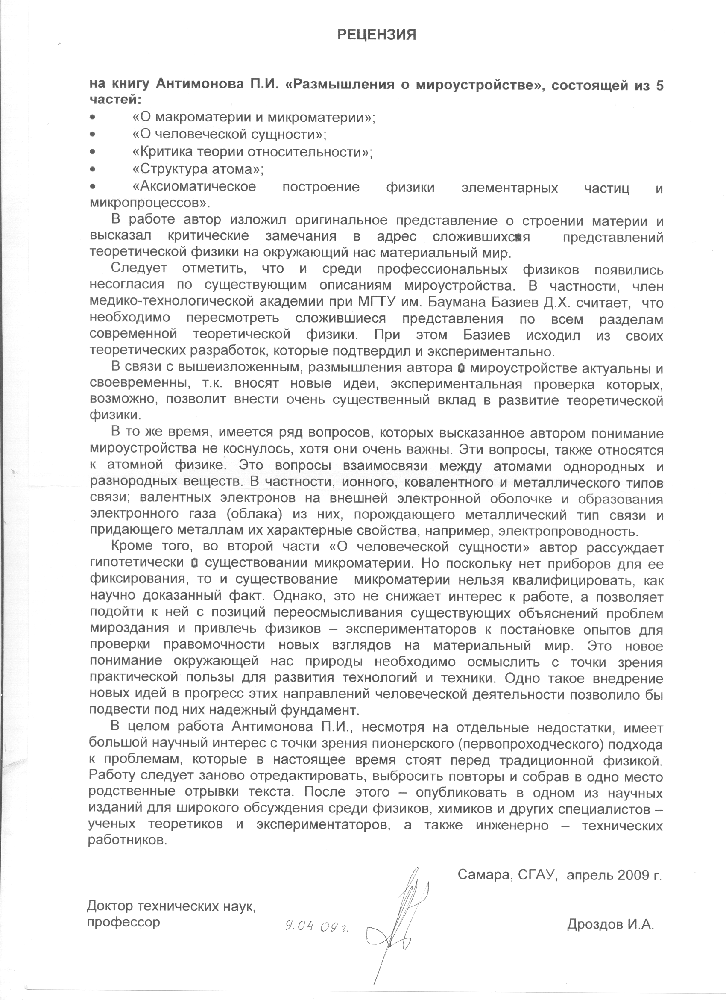 РЕЦЕНЗИЯ
на книгу Антимонова П.И. «Размышления о мироустройстве», состоящей из 5
частей:
• «О макроматерии и микроматерии»;
• «О человеческой сущности»;
• «Критика теории относительности»;
• «Структура атома»;
• «Аксиоматическое построение физики элементарных частиц и
микропроцессов».
В работе автор изложил оригинальное представление о строении материи и
высказал критические замечания в адрес сложившихся представлений
теоретической физики на окружающий нас материальный мир.
Следует отметить, что и среди профессиональных физиков появились
несогласия по существующим описаниям мироустройства. В частности, член
медико-технологической академии при МГТУ им. Баумана Базиев Д.Х. считает, что
необходимо пересмотреть сложившиеся представления по всем разделам
современной теоретической физики. При этом Базиев исходил из своих
теоретических разработок, которые подтвердил и экспериментально.
В связи с вышеизложенным, размышления автора о мироустройстве актуальны и
своевременны, т.к. вносят новые идеи, экспериментальная проверка которых,
возможно, позволит внести очень существенный вклад в развитие теоретической
физики.
В то же время, имеется ряд вопросов, которых высказанное автором понимание
мироустройства не коснулось, хотя они очень важны. Эти вопросы, также относятся
к атомной физике. Это вопросы взаимосвязи между атомами однородных и
разнородных веществ. В частности, ионного, ковалентного и металлического типов
связи; валентных электронов на внешней электронной оболочке и образования
электронного газа (облака) из них, порождающего металлический тип связи и
придающего металлам их характерные свойства, например, электропроводность.
Кроме того, во второй части «О человеческой сущности» автор рассуждает
гипотетически о существовании микроматерии. Но поскольку нет приборов для ее
фиксирования, то и существование микроматерии нельзя квалифицировать, как
научно доказанный факт. Однако, это не снижает интерес к работе, а позволяет
подойти к ней с позиций переосмысливания существующих объяснений проблем
мироздания и привлечь физиков – экспериментаторов к постановке опытов для
проверки правомочности новых взглядов на материальный мир. Это новое
понимание окружающей нас природы необходимо осмыслить с точки зрения
практической пользы для развития технологий и техники. Одно такое внедрение
новых идей в прогресс этих направлений человеческой деятельности позволило бы
подвести под них надежный фундамент.
В целом работа Антимонова П.И., несмотря на отдельные недостатки, имеет
большой научный интерес с точки зрения пионерского (первопроходческого) подхода
к проблемам, которые в настоящее время стоят перед традиционной физикой.
Работу следует заново отредактировать, выбросить повторы и собрав в одно место
родственные отрывки текста. После этого – опубликовать в одном из научных
изданий для широкого обсуждения среди физиков, химиков и других специалистов –
ученых теоретиков и экспериментаторов, а также инженерно – технических
работников.
Самара, СГАУ, апрель 2009 г.
Доктор технических наук,
профессор 9.04.09 г. Дроздов И.А.